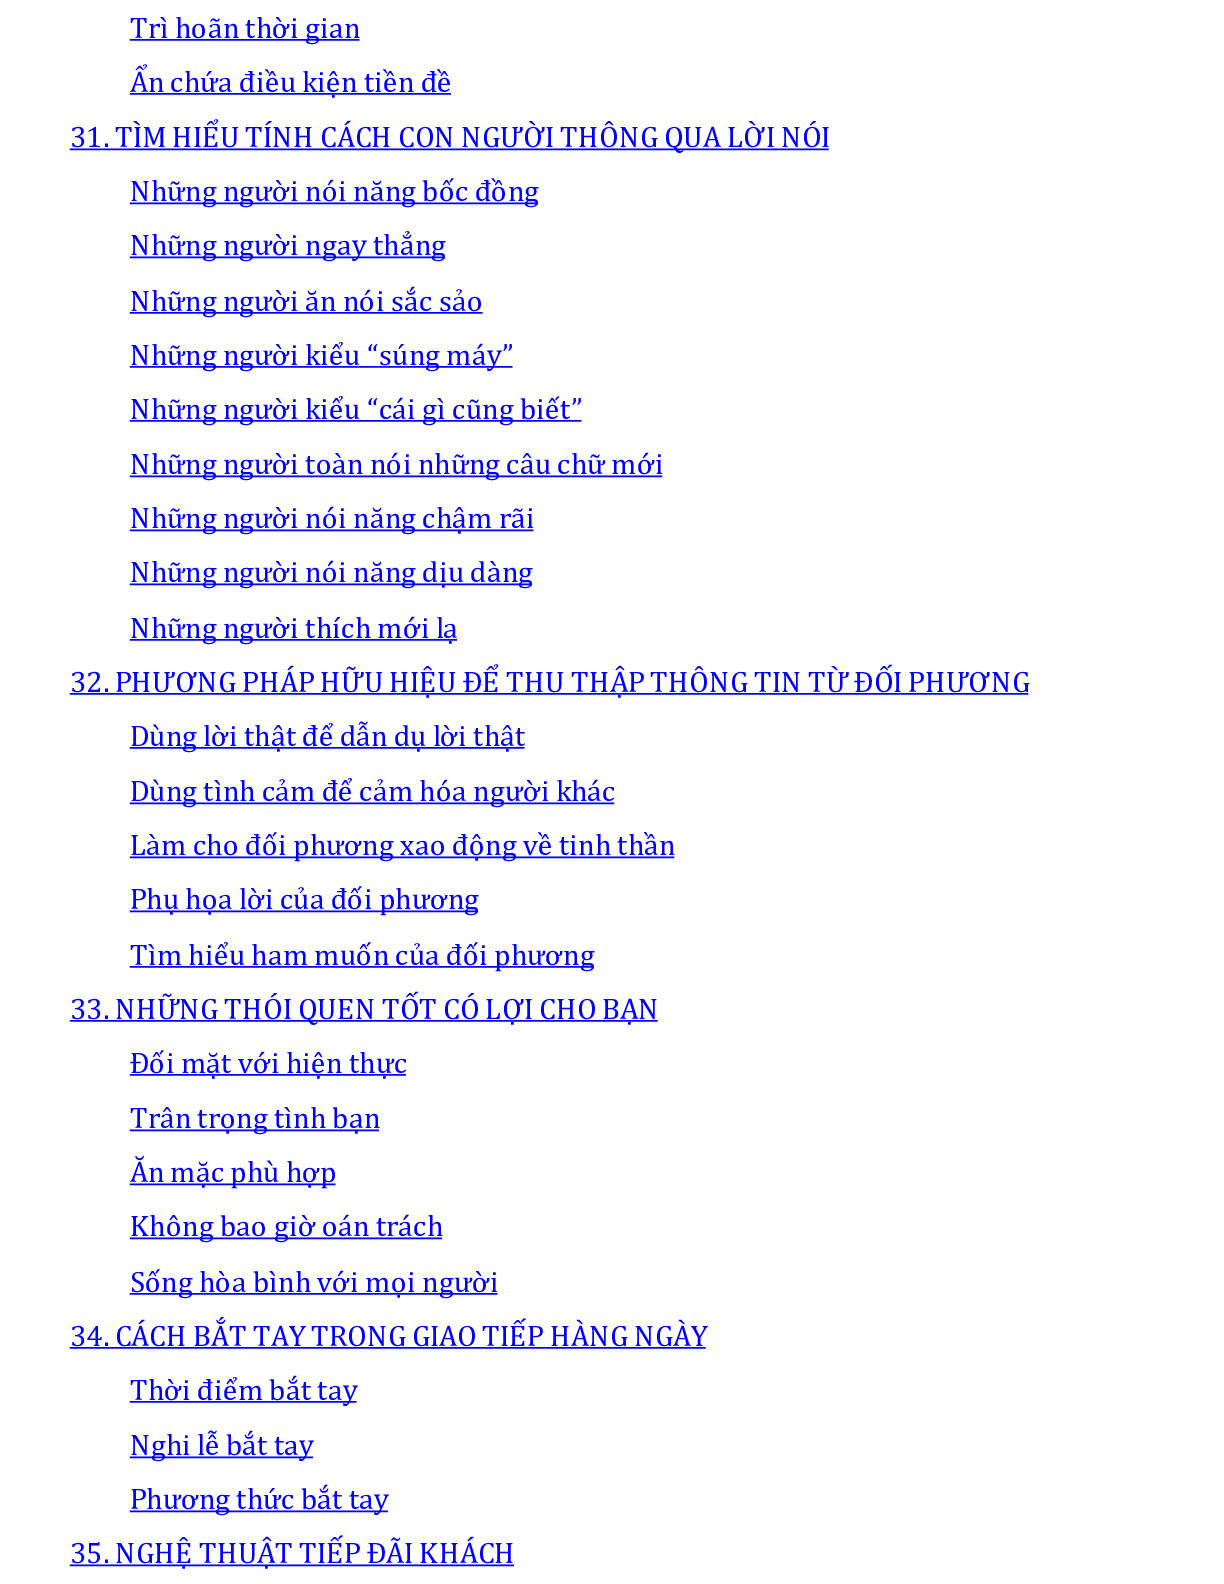 Trì hoãn thời gian
Ẩn chứa điều kiện tiền đề
31. TÌM HIỂU TÍNH CÁCH CON NGƯỜI THÔNG QUA LỜI NÓI
Những người nói năng bốc đồng
Những người ngay thẳng
Những người ăn nói sắc sảo
Những người kiểu “súng máy”
Những người kiểu “cái gì cũng biết”
Những người toàn nói những câu chữ mới
Những người nói năng chậm rãi
Những người nói năng dịu dàng
Những người thích mới lạ
32. PHƯƠNG PHÁP HỮU HIỆU ĐỂ THU THẬP THÔNG TIN TỪ ĐỐI PHƯƠNG
Dùng lời thật để dẫn dụ lời thật
Dùng tình cảm để cảm hóa người khác
Làm cho đối phương xao động về tinh thần
Phụ họa lời của đối phương
Tìm hiểu ham muốn của đối phương
33. NHỮNG THÓI QUEN TỐT CÓ LỢI CHO BẠN
Đối mặt với hiện thực
Trân trọng tình bạn
Ăn mặc phù hợp
Không bao giờ oán trách
Sống hòa bình với mọi người
34. CÁCH BẮT TAY TRONG GIAO TIẾP HÀNG NGÀY
Thời điểm bắt tay
Nghi lễ bắt tay
Phương thức bắt tay
35. NGHỆ THUẬT TIẾP ĐÃI KHÁCH